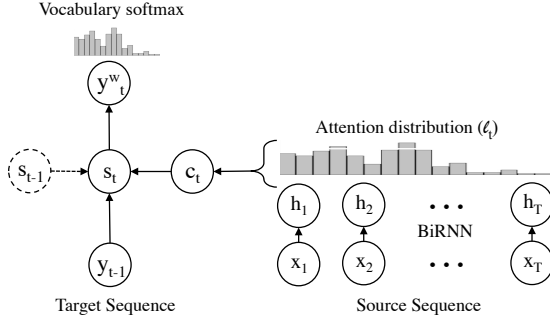 Vocabulary softmax
y^w_t
Attention distribution (ℓ_t)
s_{t-1}
s_t
c_t
h_1
h_2
• • •
h_T
BiRNN
y_{t-1}
x_1
x_2
• • •
x_T
Target Sequence
Source Sequence